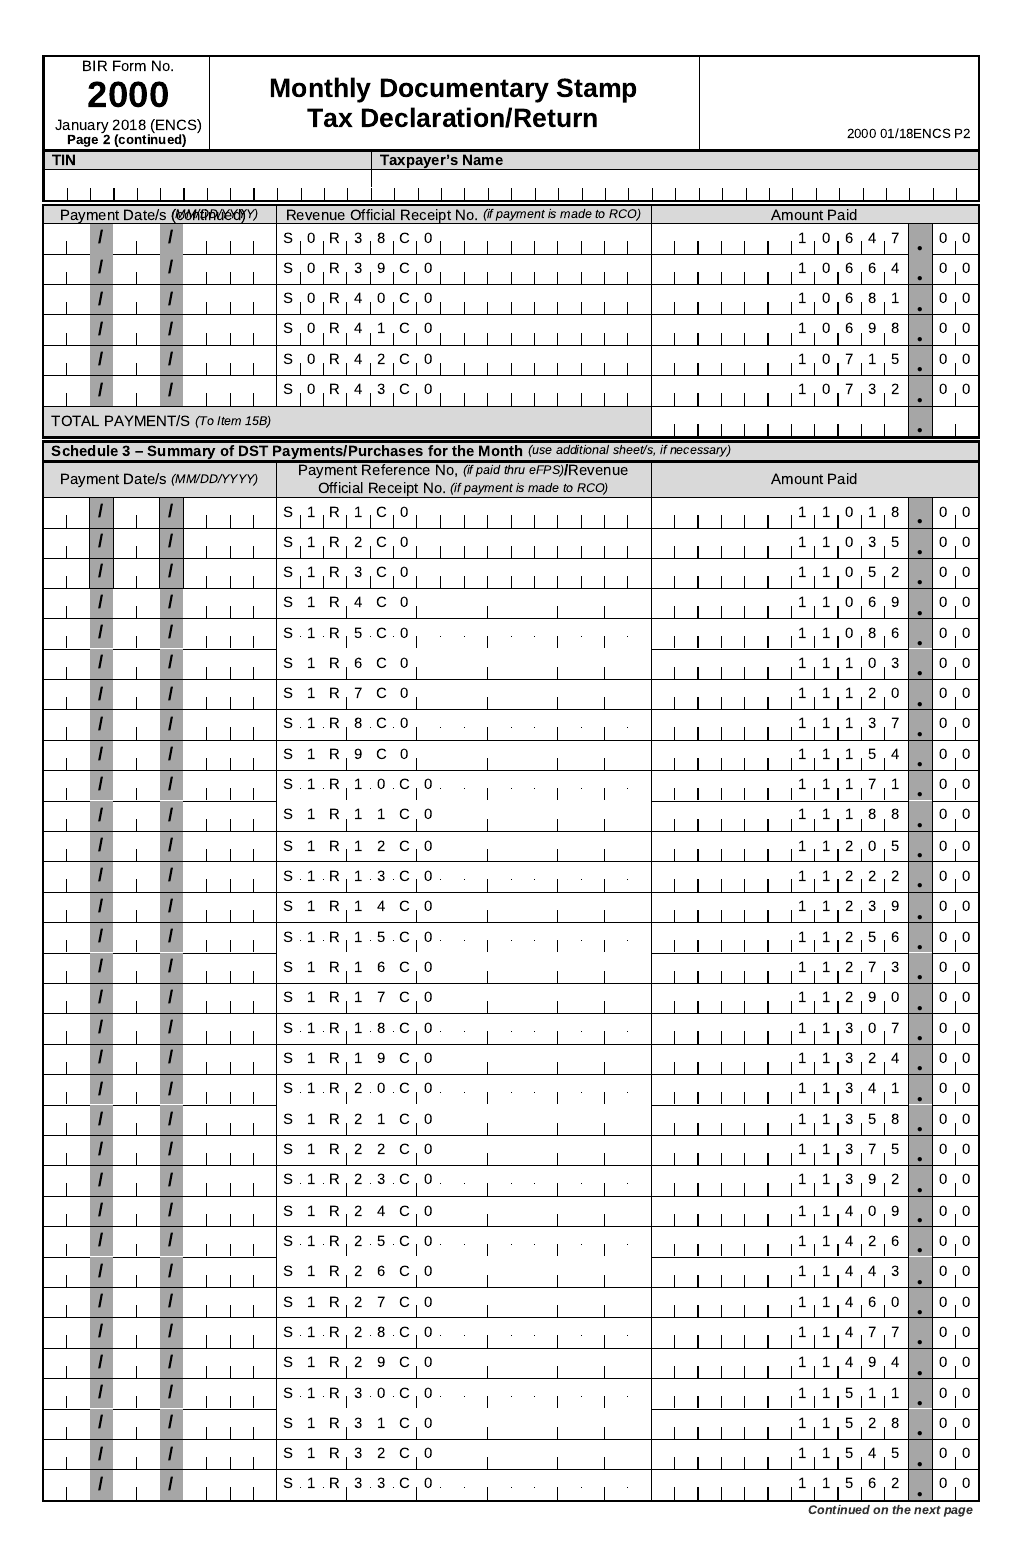 BIR Form No.
2000
January 2018 (ENCS)
Page 2 (continued)
Monthly Documentary Stamp
Tax Declaration/Return
2000 01/18ENCS P2
TIN Taxpayer's Name
Payment Date/s (continued) (MM/DD/YYYY) Revenue Official Receipt No. (if payment is made to RCO) Amount Paid
/ / S0R38C0 10647.00
/ / S0R39C0 10664.00
/ / S0R40C0 10681.00
/ / S0R41C0 10698.00
/ / S0R42C0 10715.00
/ / S0R43C0 10732.00
TOTAL PAYMENT/S (To Item 15B) .
Schedule 3 – Summary of DST Payments/Purchases for the Month (use additional sheet/s, if necessary)
Payment Date/s (MM/DD/YYYY) Payment Reference No, (if paid thru eFPS)/Revenue
Official Receipt No. (if payment is made to RCO) Amount Paid
/ / S1R1C0 11018.00
/ / S1R2C0 11035.00
/ / S1R3C0 11052.00
/ / S1R4C0 11069.00
/ / S1R5C0 11086.00
/ / S1R6C0 11103.00
/ / S1R7C0 11120.00
/ / S1R8C0 11137.00
/ / S1R9C0 11154.00
/ / S1R10C0 11171.00
/ / S1R11C0 11188.00
/ / S1R12C0 11205.00
/ / S1R13C0 11222.00
/ / S1R14C0 11239.00
/ / S1R15C0 11256.00
/ / S1R16C0 11273.00
/ / S1R17C0 11290.00
/ / S1R18C0 11307.00
/ / S1R19C0 11324.00
/ / S1R20C0 11341.00
/ / S1R21C0 11358.00
/ / S1R22C0 11375.00
/ / S1R23C0 11392.00
/ / S1R24C0 11409.00
/ / S1R25C0 11426.00
/ / S1R26C0 11443.00
/ / S1R27C0 11460.00
/ / S1R28C0 11477.00
/ / S1R29C0 11494.00
/ / S1R30C0 11511.00
/ / S1R31C0 11528.00
/ / S1R32C0 11545.00
/ / S1R33C0 11562.00
Continued on the next page